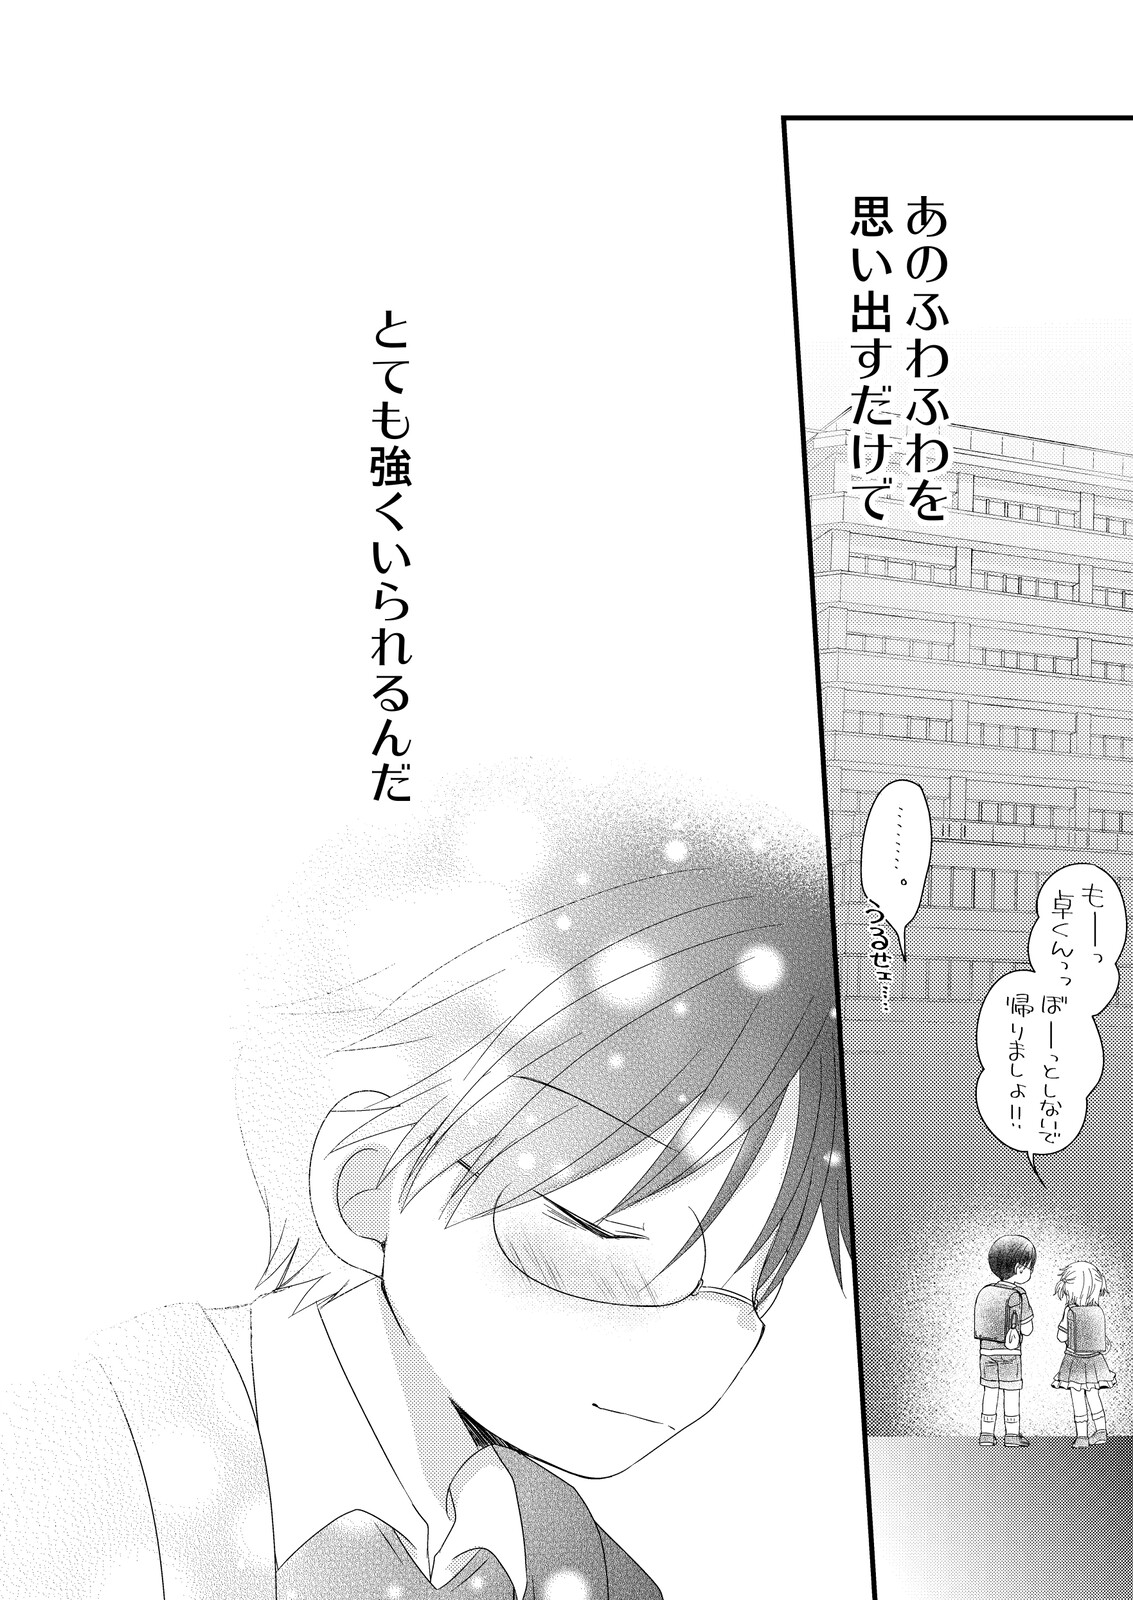 あのふわふわを
思い出すだけで
もーっ
卓くんっっ
ぼーっとしないで
帰りましょ!!
………。
うるせェ…
とても強くいられるんだ